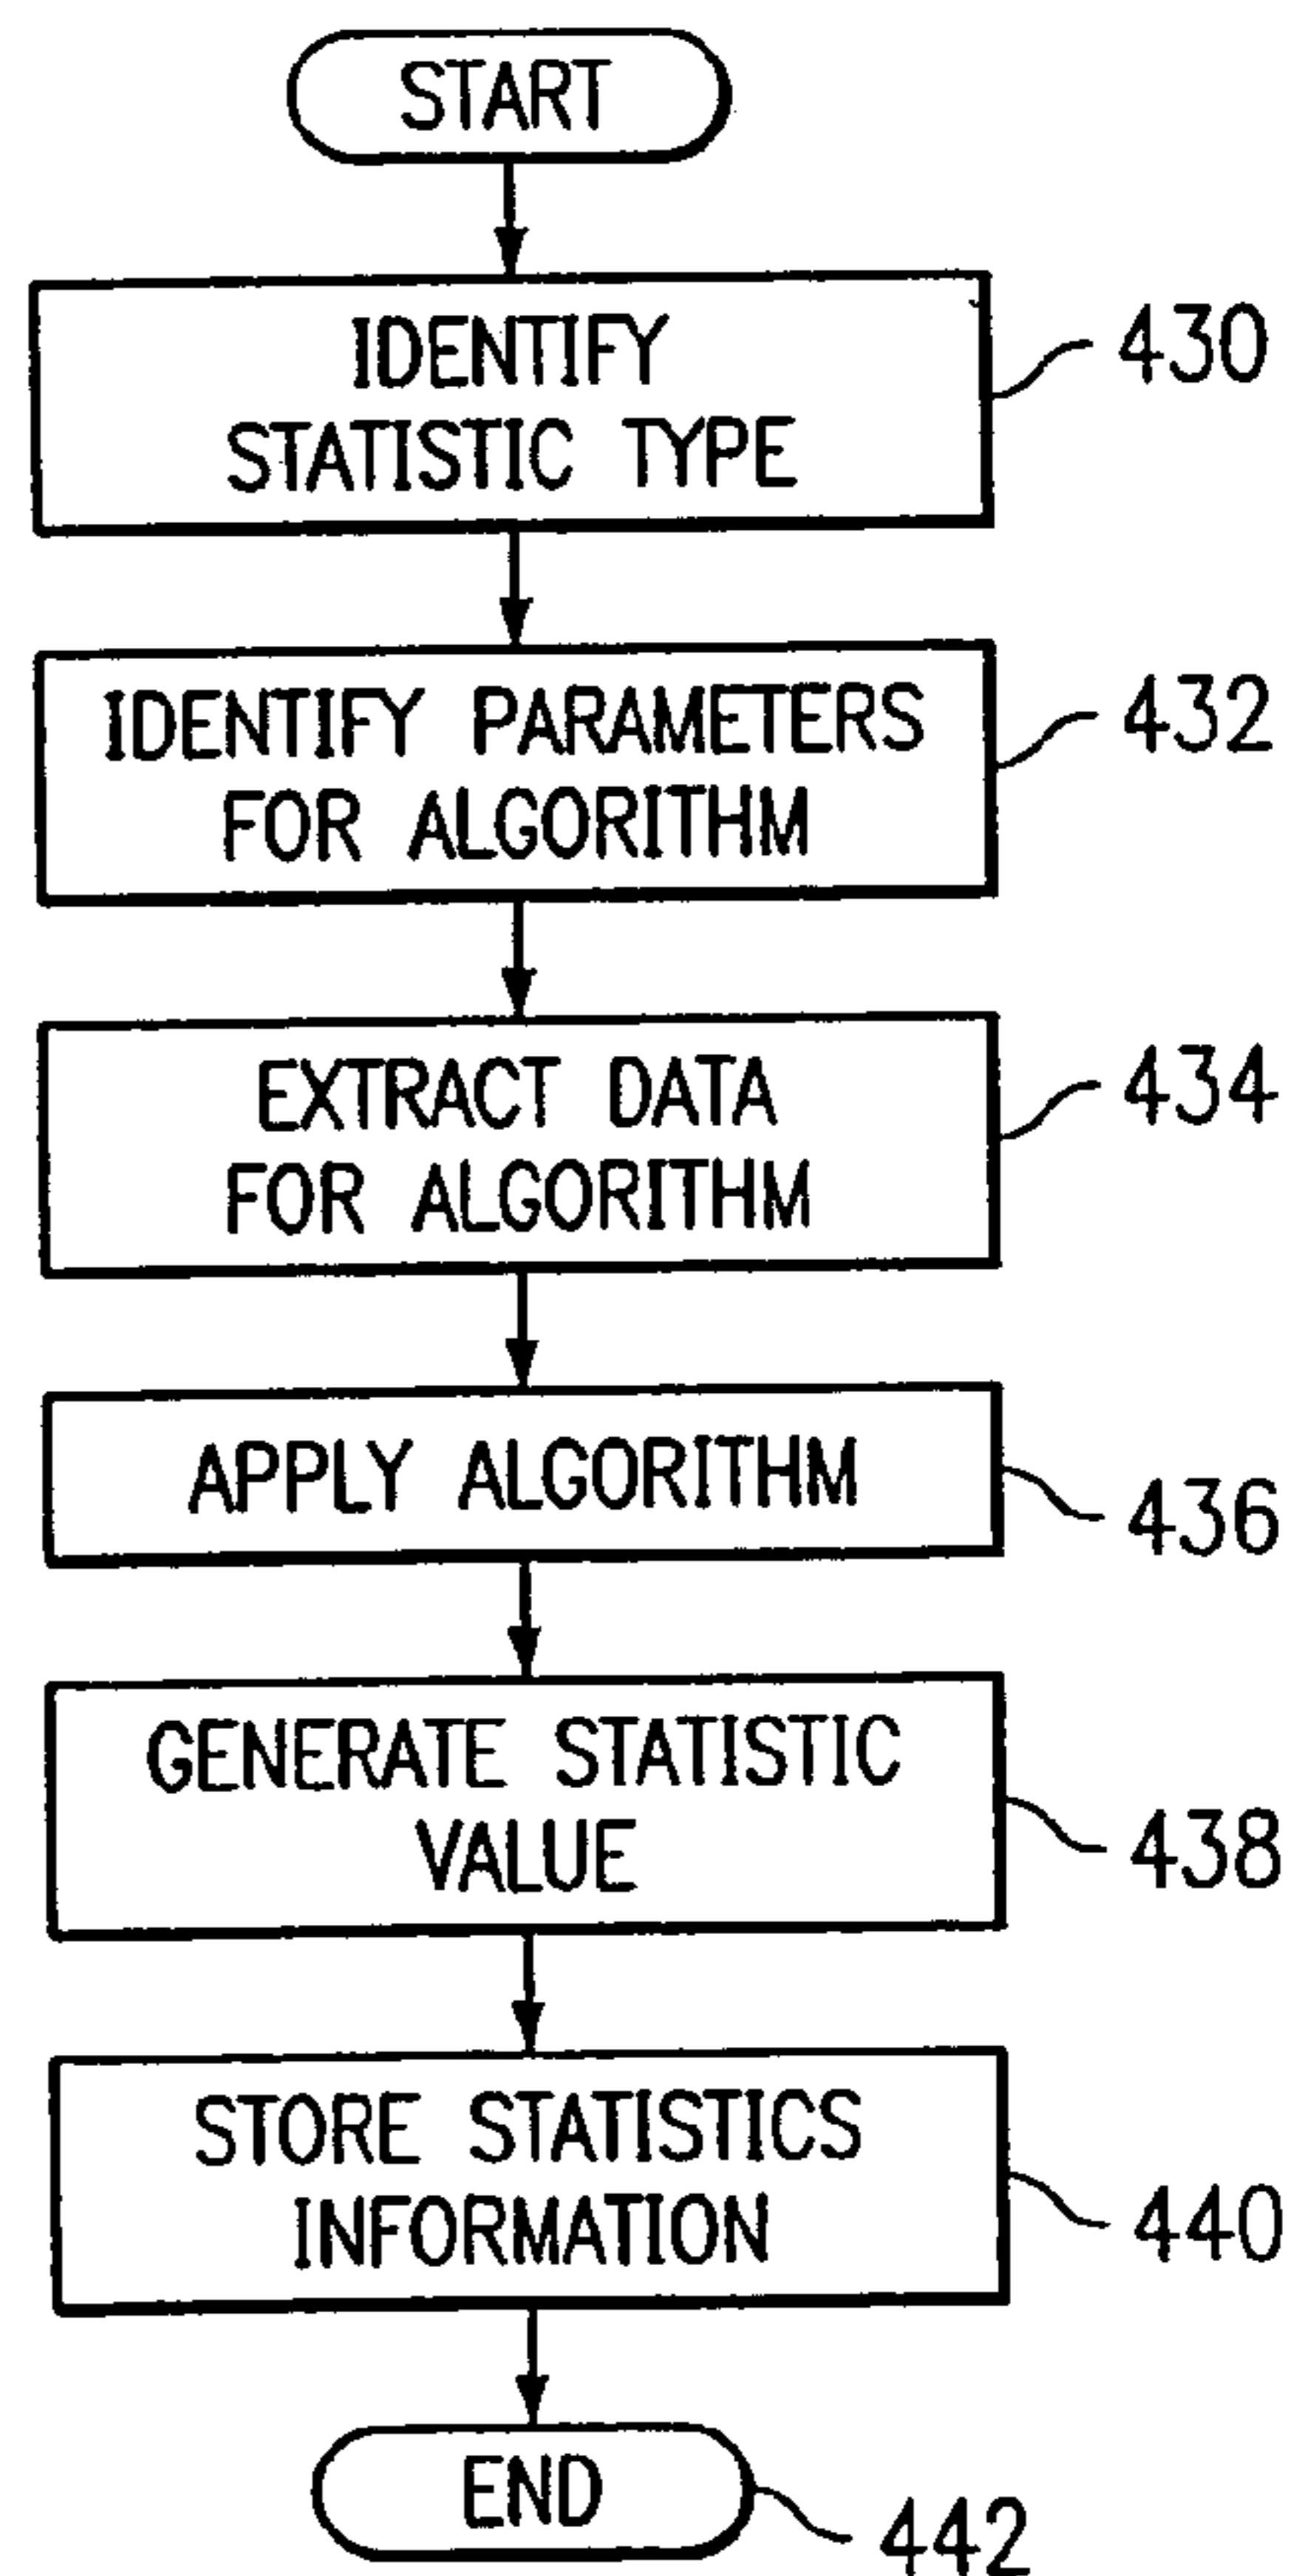 START
IDENTIFY
STATISTIC TYPE
430
IDENTIFY PARAMETERS
FOR ALGORITHM
432
EXTRACT DATA
FOR ALGORITHM
434
APPLY ALGORITHM
436
GENERATE STATISTIC
VALUE
438
STORE STATISTICS
INFORMATION
440
END
442